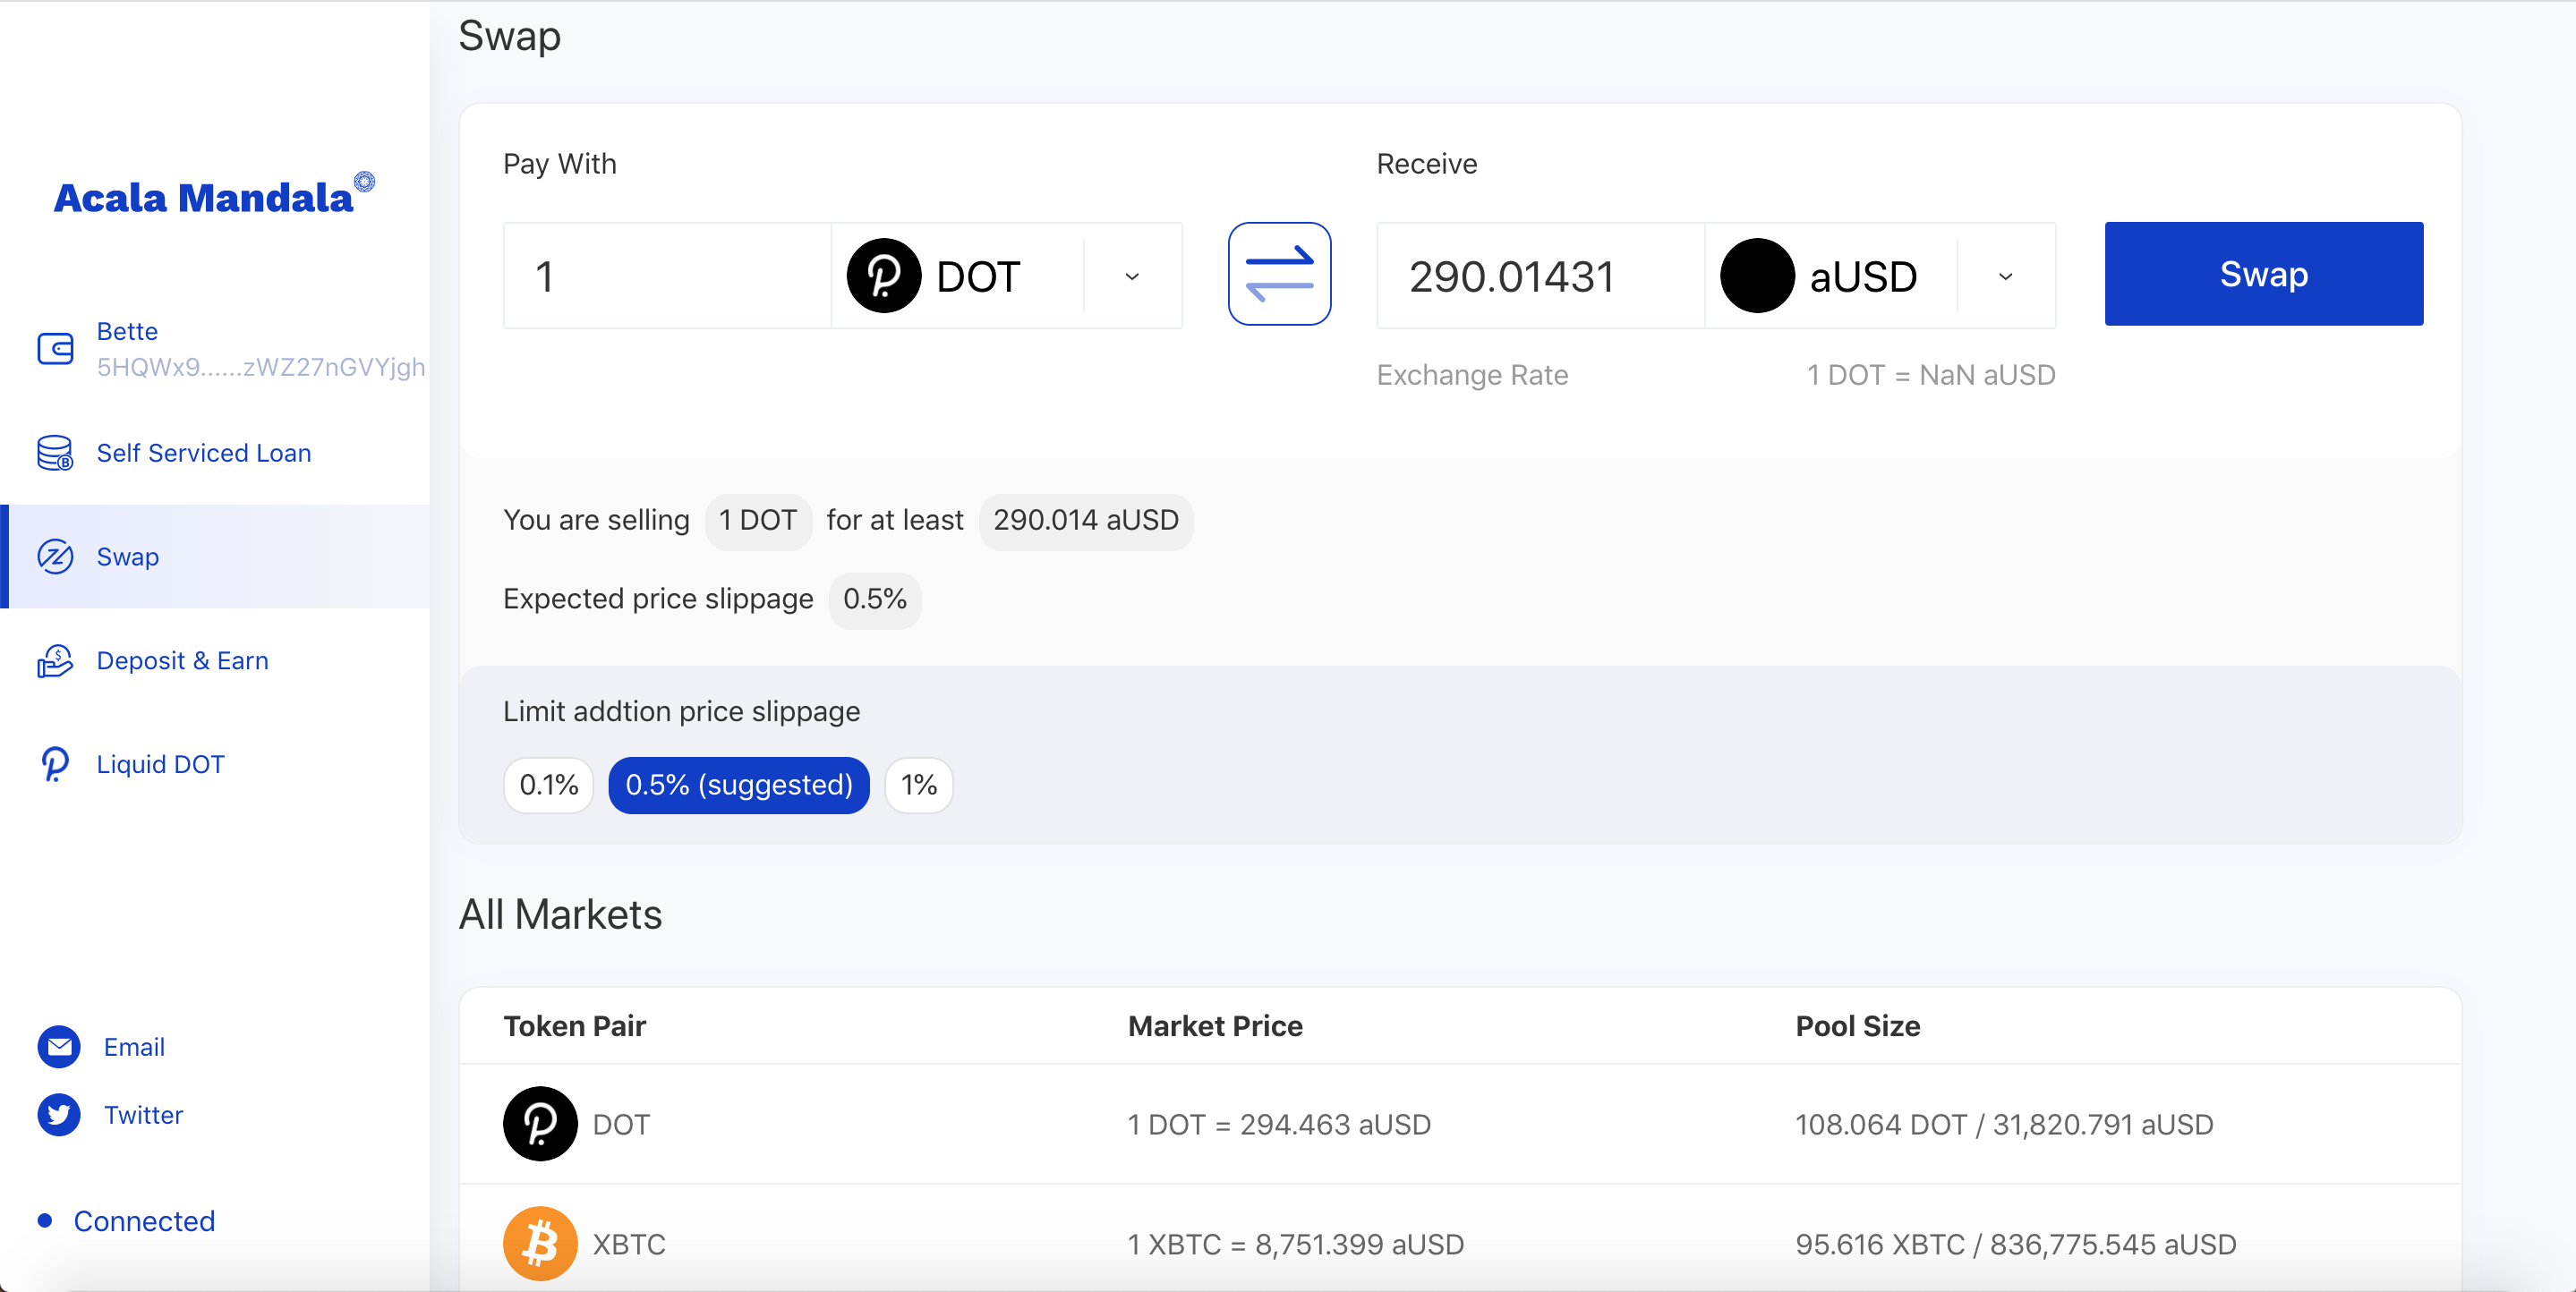 Acala Mandala
Bette
5HQWx9......zWZ27nGVYjgh
Self Serviced Loan
Swap
Deposit & Earn
Liquid DOT
Email
Twitter
Connected
Swap
Pay With
1 DOT
Receive
290.01431 aUSD
Swap
Exchange Rate 1 DOT = NaN aUSD
You are selling 1 DOT for at least 290.014 aUSD
Expected price slippage 0.5%
Limit addtion price slippage
0.1% 0.5% (suggested) 1%
All Markets
Token Pair Market Price Pool Size
DOT 1 DOT = 294.463 aUSD 108.064 DOT / 31,820.791 aUSD
XBTC 1 XBTC = 8,751.399 aUSD 95.616 XBTC / 836,775.545 aUSD